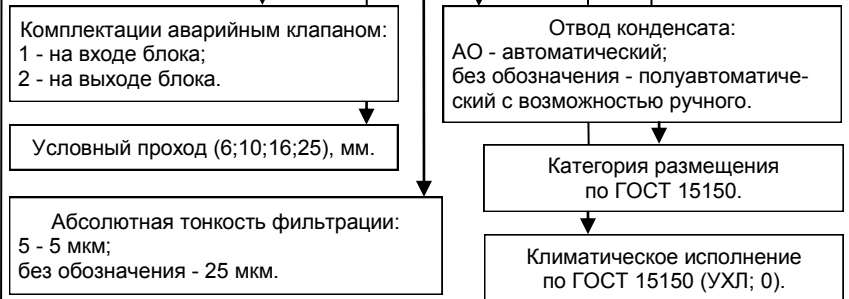 Комплектации аварийным клапаном:
1 - на входе блока;
2 - на выходе блока.
Условный проход (6;10;16;25), мм.
Абсолютная тонкость фильтрации:
5 - 5 мкм;
без обозначения - 25 мкм.
Отвод конденсата:
АО - автоматический;
без обозначения - полуавтоматиче-
ский с возможностью ручного.
Категория размещения
по ГОСТ 15150.
Климатическое исполнение
по ГОСТ 15150 (УХЛ; 0).